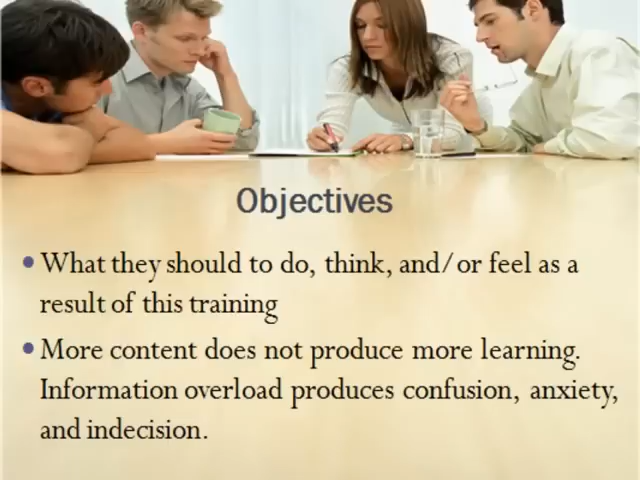 Objectives
• What they should to do, think, and/or feel as a
result of this training
• More content does not produce more learning.
Information overload produces confusion, anxiety,
and indecision.